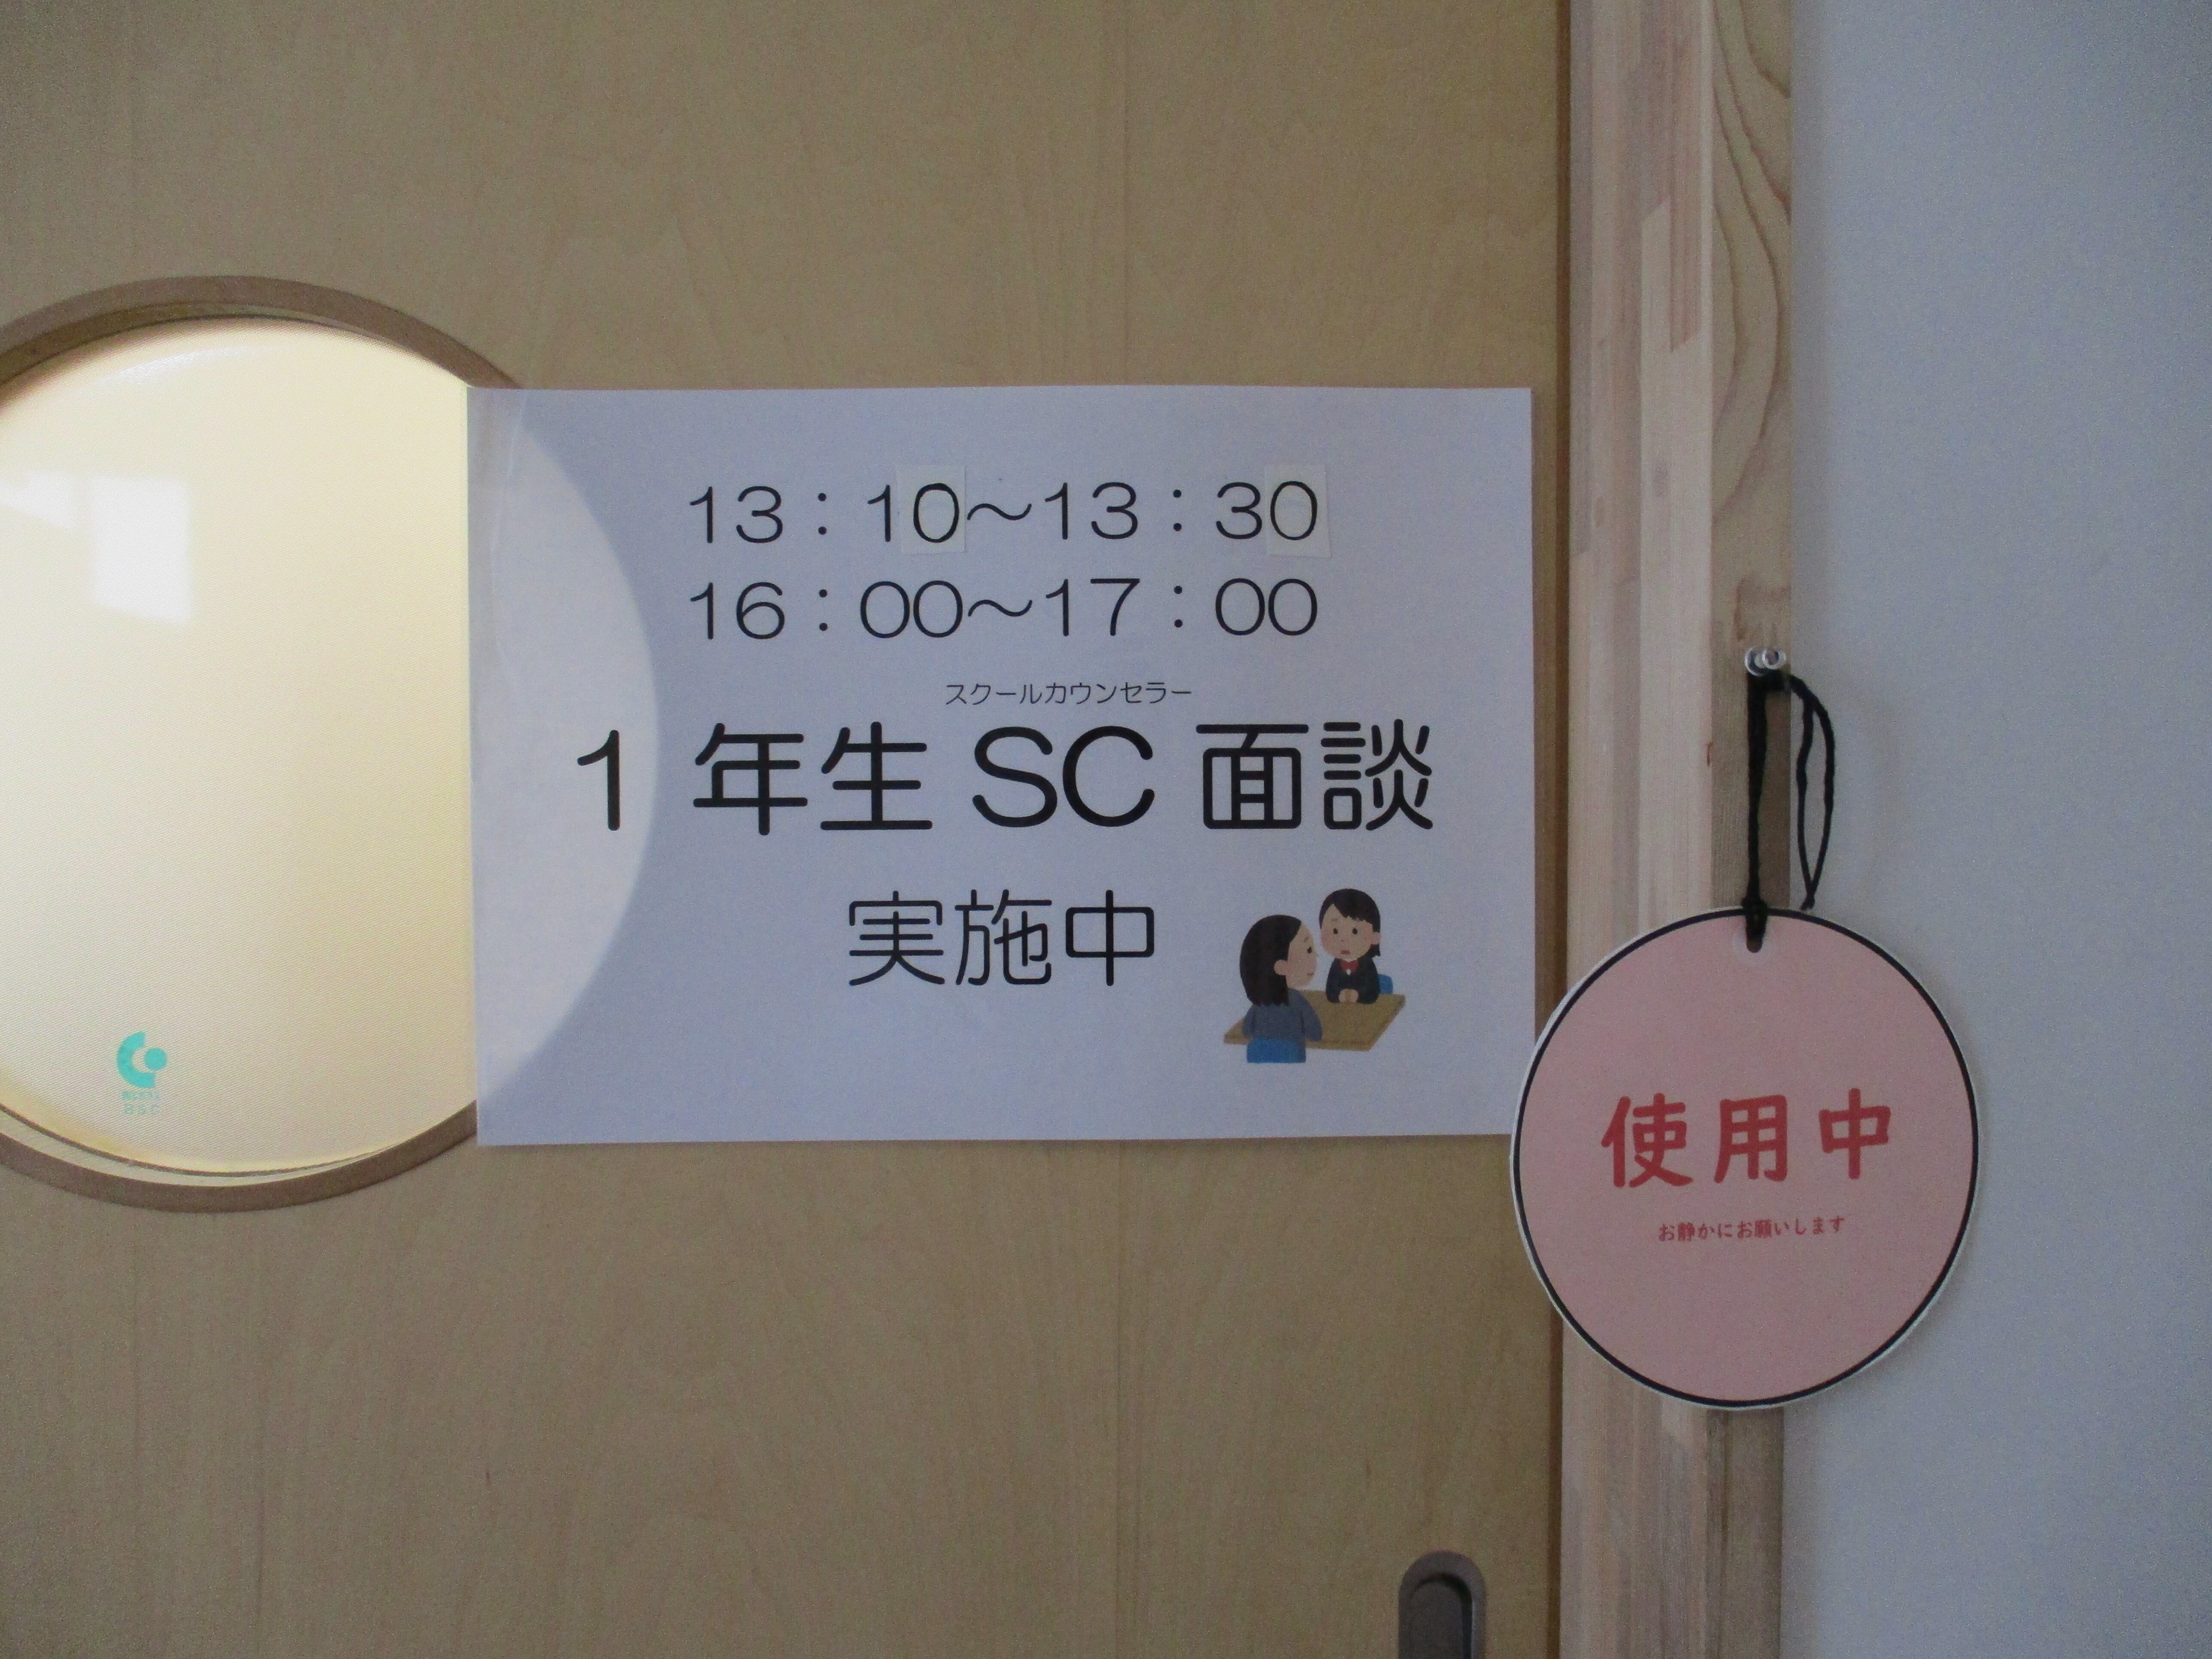 13：10～13：30
16：00～17：00
スクールカウンセラー
1 年生 SC 面談
実施中
使用中
お静かにお願いします